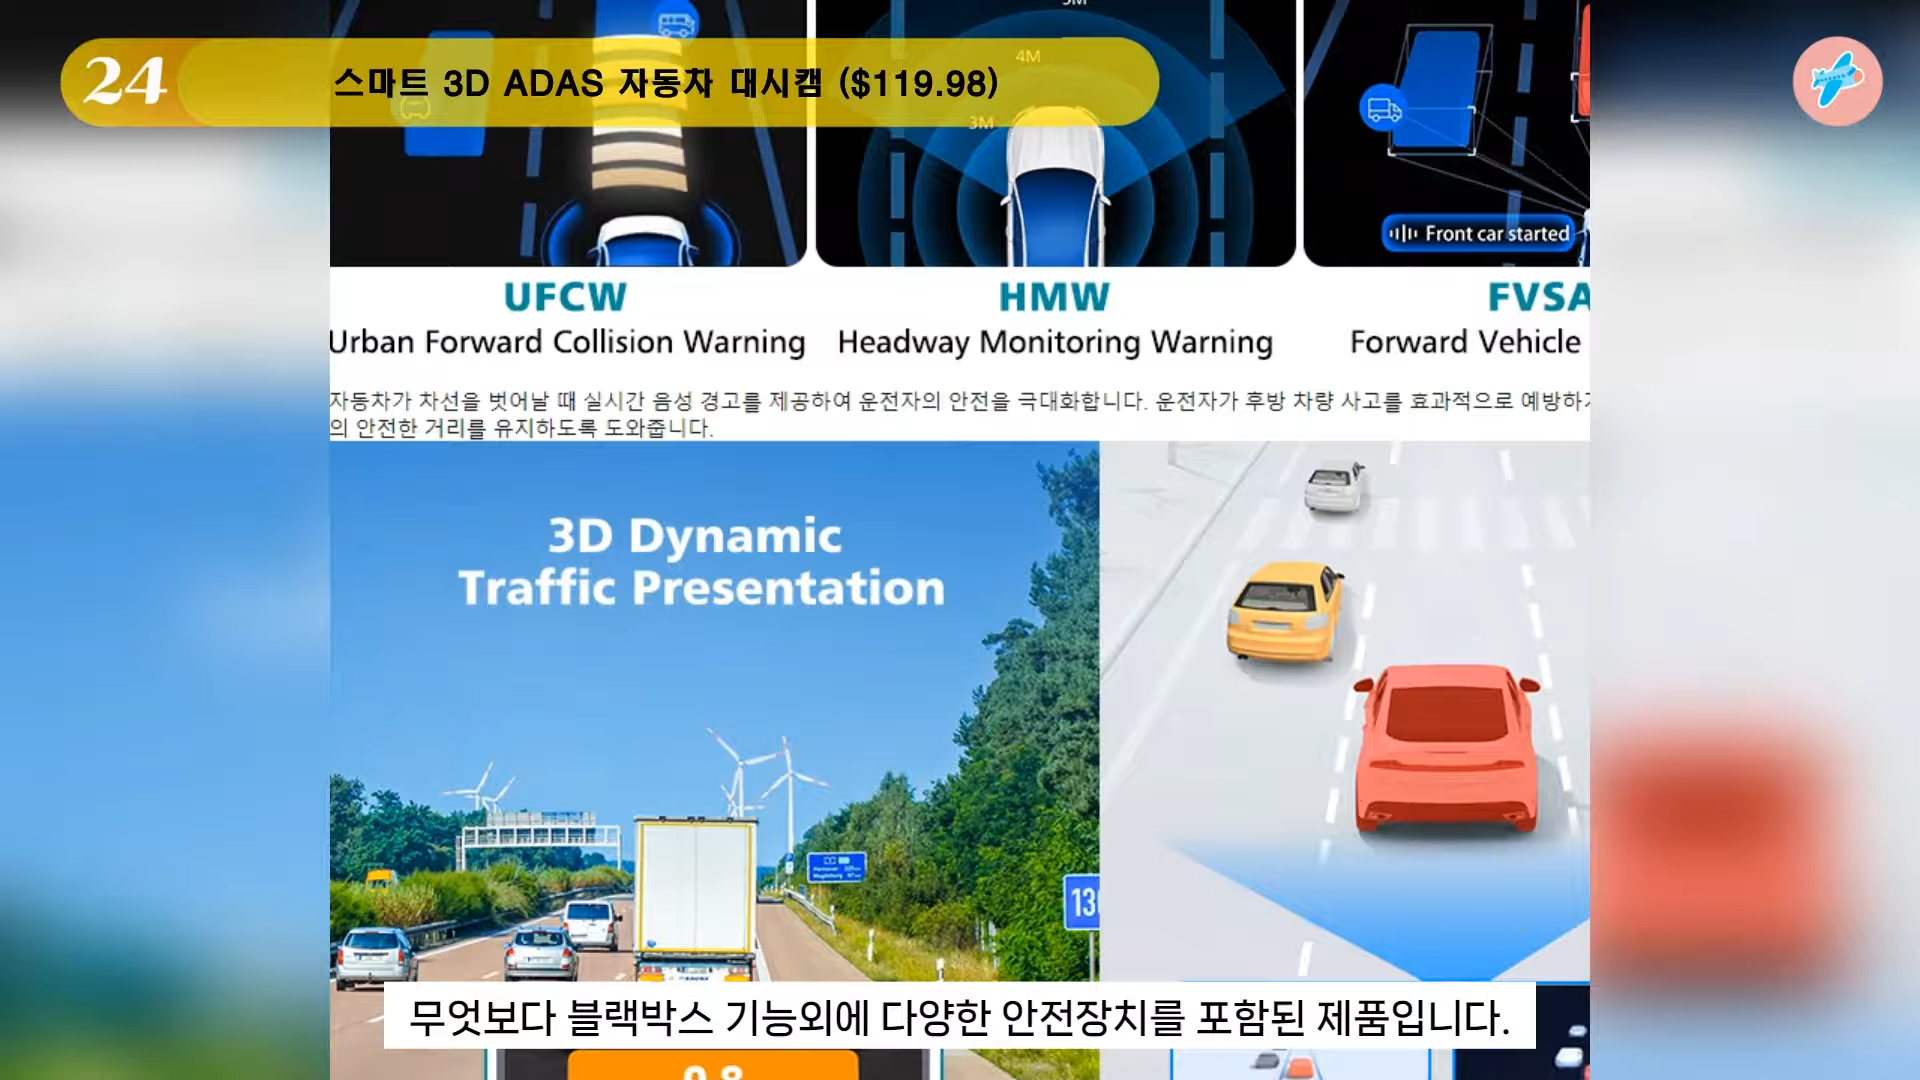 24
스마트 3D ADAS 자동차 대시캠 ($119.98)
5M
4M
3M
Front car started
UFCW
HMW
FVSA
Urban Forward Collision Warning
Headway Monitoring Warning
Forward Vehicle
자동차가 차선을 벗어날 때 실시간 음성 경고를 제공하여 운전자의 안전을 극대화합니다. 운전자가 후방 차량 사고를 효과적으로 예방하기
의 안전한 거리를 유지하도록 도와줍니다.
3D Dynamic
Traffic Presentation
13
무엇보다 블랙박스 기능외에 다양한 안전장치를 포함된 제품입니다.
9.8